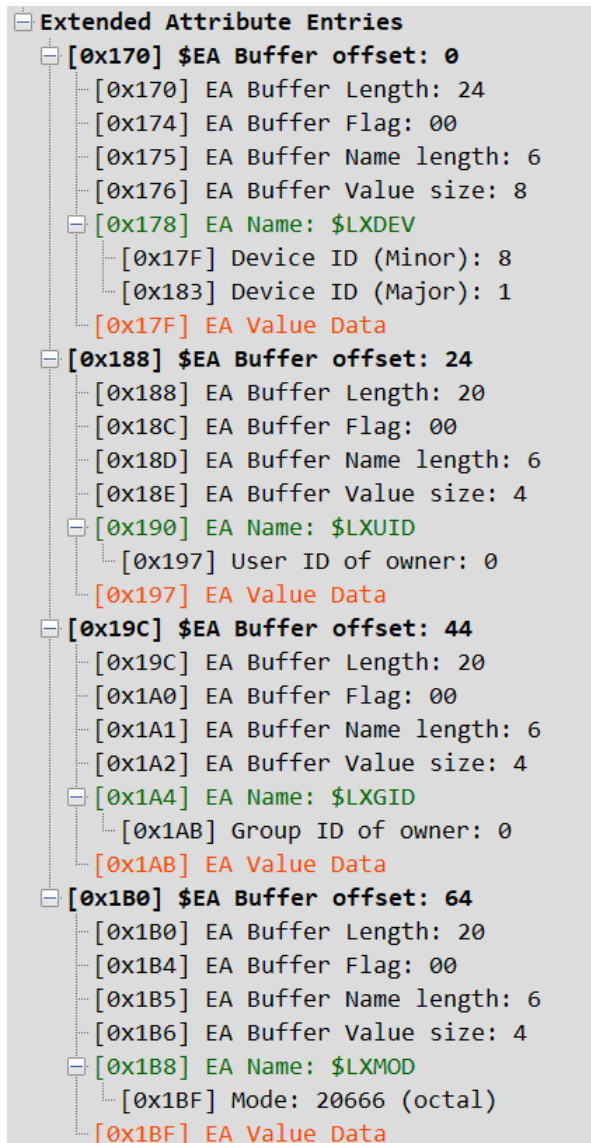 Extended Attribute Entries
[0x170] $EA Buffer offset: 0
[0x170] EA Buffer Length: 24
[0x174] EA Buffer Flag: 00
[0x175] EA Buffer Name length: 6
[0x176] EA Buffer Value size: 8
[0x178] EA Name: $LXDEV
[0x17F] Device ID (Minor): 8
[0x183] Device ID (Major): 1
[0x17F] EA Value Data
[0x188] $EA Buffer offset: 24
[0x188] EA Buffer Length: 20
[0x18C] EA Buffer Flag: 00
[0x18D] EA Buffer Name length: 6
[0x18E] EA Buffer Value size: 4
[0x190] EA Name: $LXUID
[0x197] User ID of owner: 0
[0x197] EA Value Data
[0x19C] $EA Buffer offset: 44
[0x19C] EA Buffer Length: 20
[0x1A0] EA Buffer Flag: 00
[0x1A1] EA Buffer Name length: 6
[0x1A2] EA Buffer Value size: 4
[0x1A4] EA Name: $LXGID
[0x1AB] Group ID of owner: 0
[0x1AB] EA Value Data
[0x1B0] $EA Buffer offset: 64
[0x1B0] EA Buffer Length: 20
[0x1B4] EA Buffer Flag: 00
[0x1B5] EA Buffer Name length: 6
[0x1B6] EA Buffer Value size: 4
[0x1B8] EA Name: $LXMOD
[0x1BF] Mode: 20666 (octal)
[0x1BF] EA Value Data